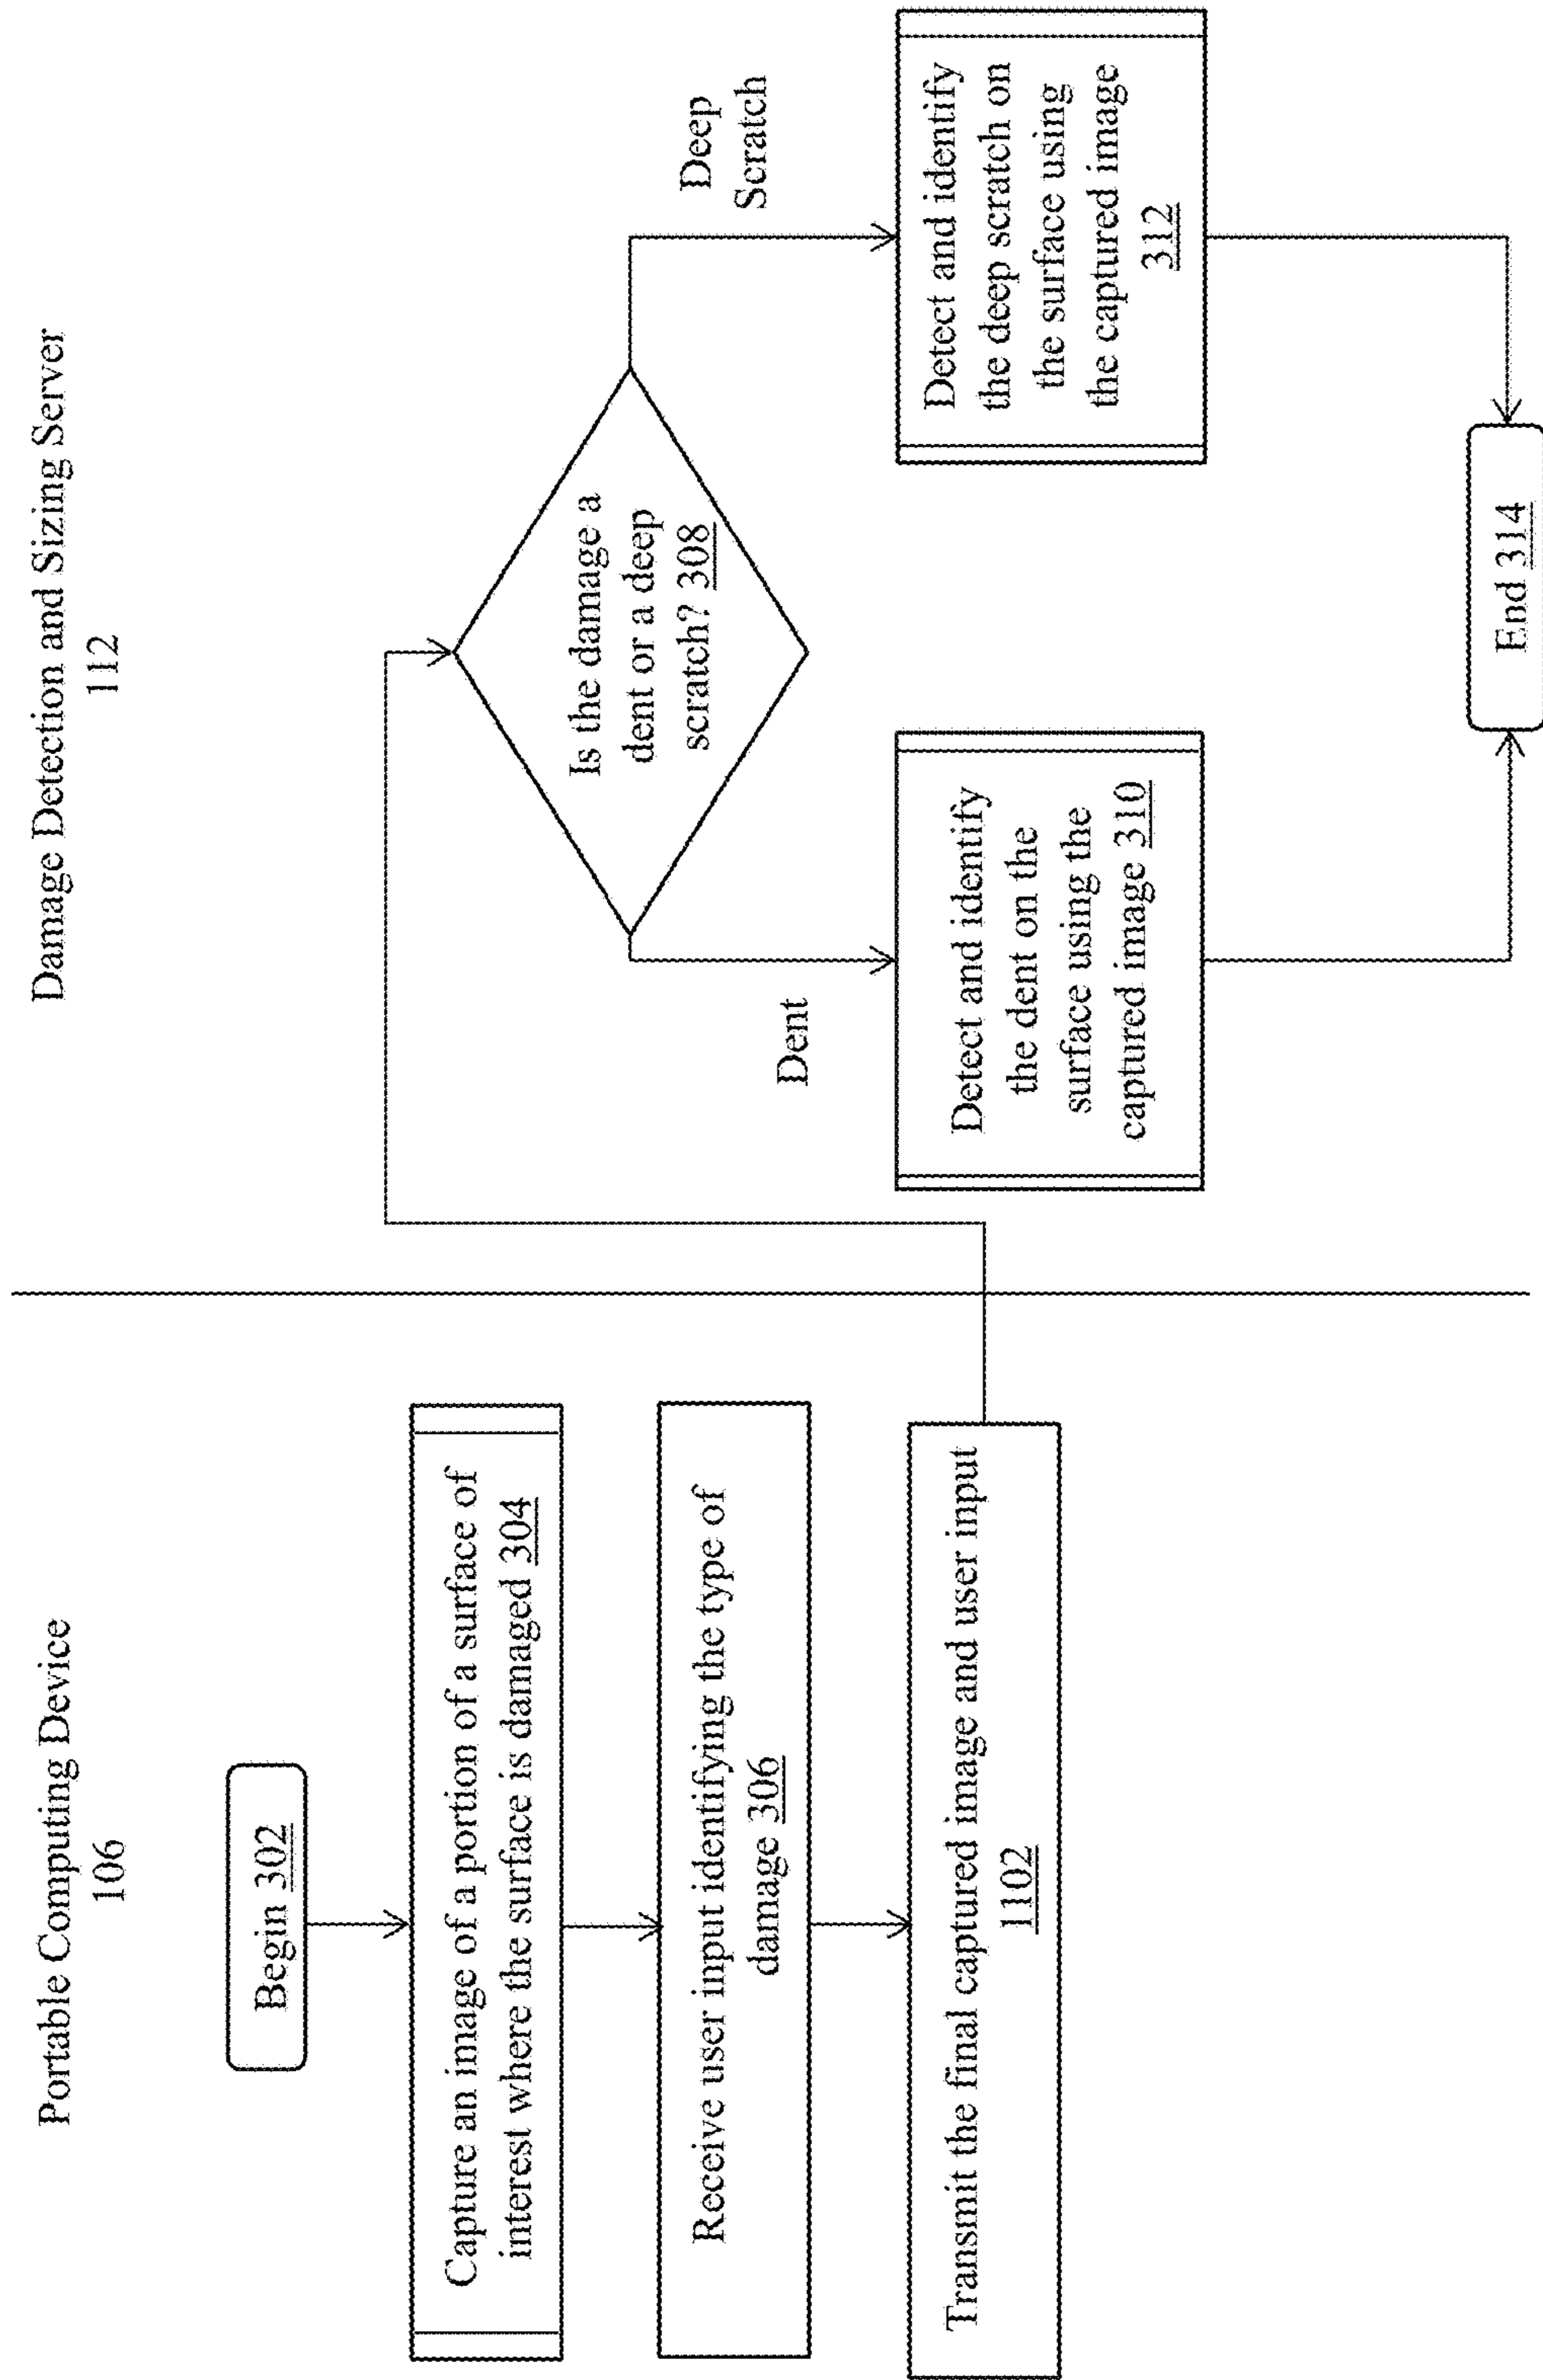 Portable Computing Device
106
Begin 302
Capture an image of a portion of a surface of
interest where the surface is damaged 304
Receive user input identifying the type of
damage 306
Transmit the final captured image and user input
1102
Damage Detection and Sizing Server
112
Is the damage a
dent or a deep
scratch? 308
Dent
Deep
Scratch
Detect and identify
the dent on the
surface using the
captured image 310
Detect and identify
the deep scratch on
the surface using
the captured image
312
End 314